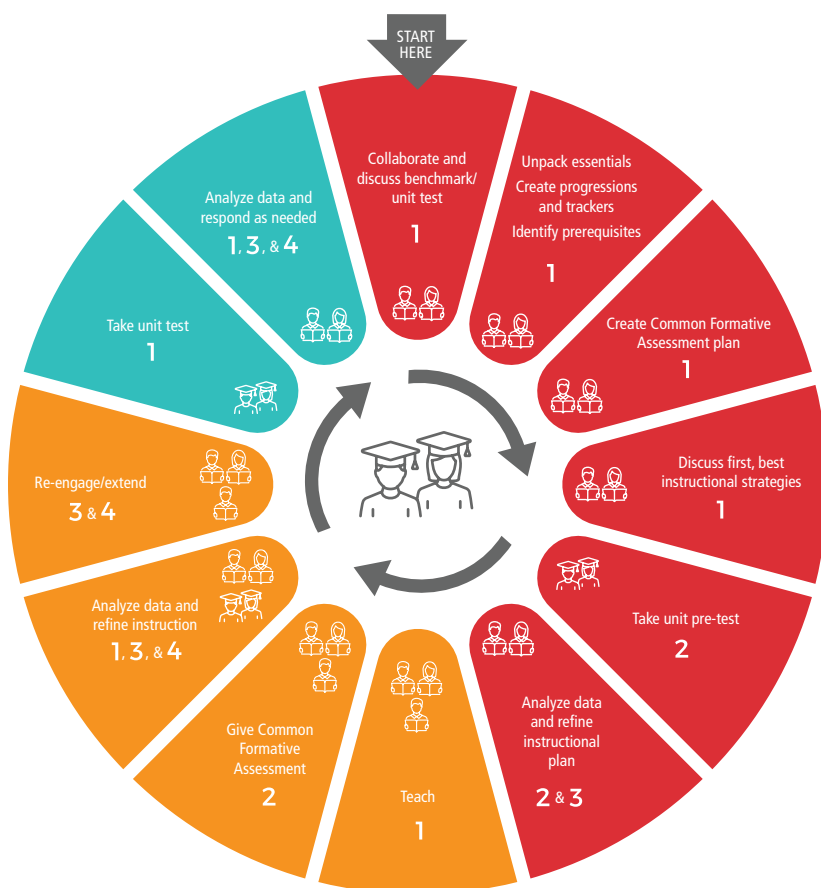 START
HERE
Collaborate and
discuss benchmark/
unit test
1
Unpack essentials
Create progressions
and trackers
Identify prerequisites
1
Create Common Formative
Assessment plan
1
Discuss first, best
instructional strategies
1
Take unit pre-test
2
Analyze data
and refine
instructional
plan
2 & 3
Teach
1
Give Common
Formative
Assessment
2
Analyze data and
refine instruction
1, 3, & 4
Re-engage/extend
3 & 4
Take unit test
1
Analyze data and
respond as needed
1, 3, & 4